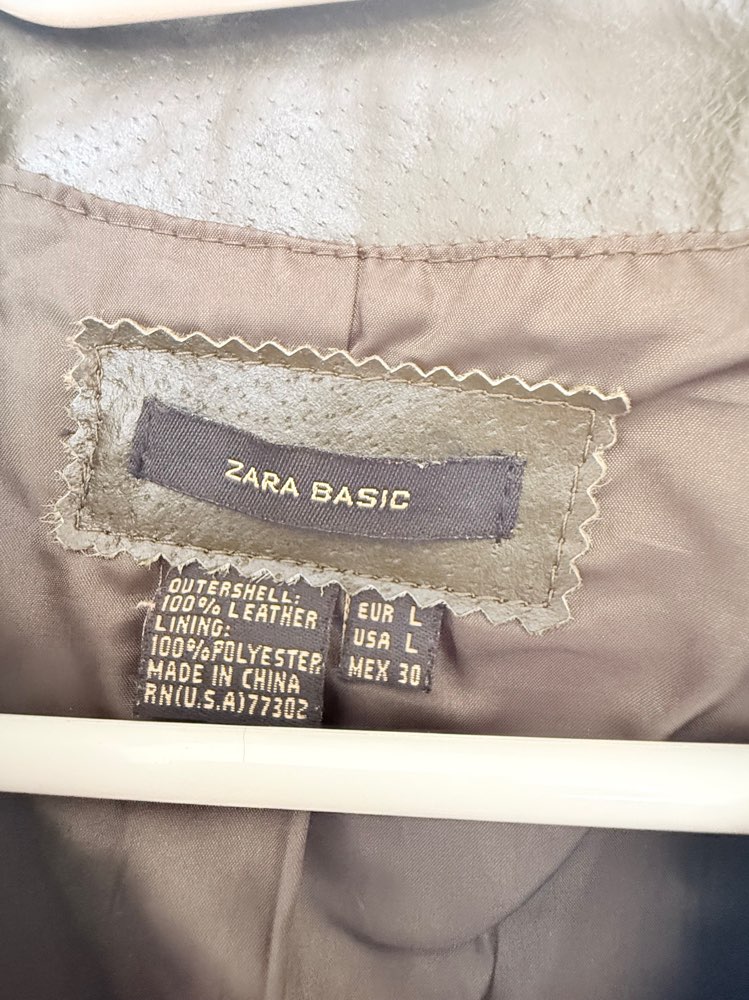 ZARA BASIC
OUTERSHELL:
100% LEATHER
LINING:
100%POLYESTER
MADE IN CHINA
RN(U.S.A)77302
EUR L
USA L
MEX 30